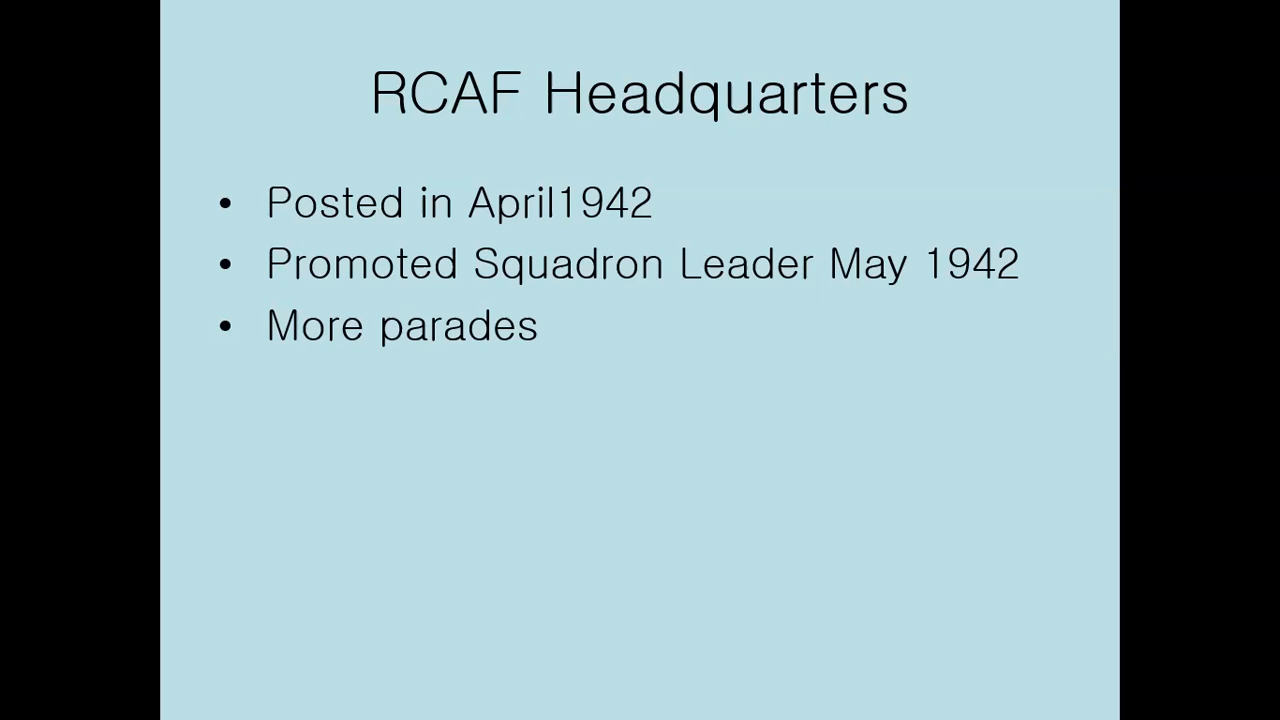 RCAF Headquarters
• Posted in April1942
• Promoted Squadron Leader May 1942
• More parades